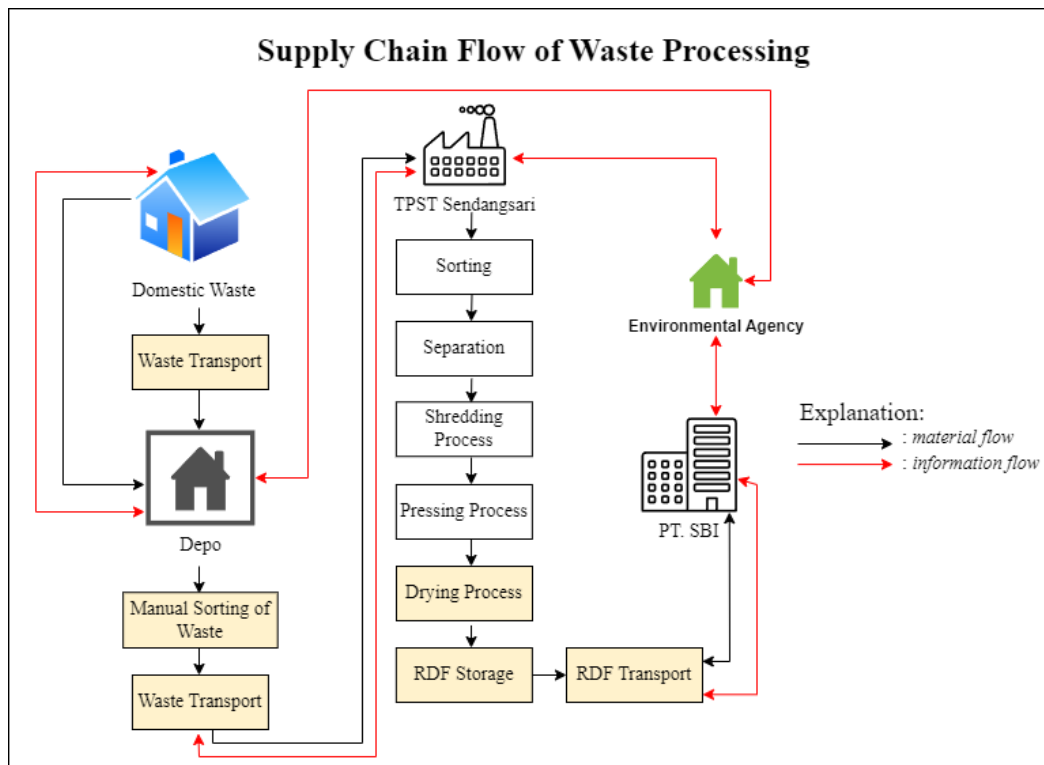 Supply Chain Flow of Waste Processing
Domestic Waste
Waste Transport
Depo
Manual Sorting of
Waste
Waste Transport
TPST Sendangsari
Sorting
Separation
Shredding
Process
Pressing Process
Drying Process
RDF Storage
RDF Transport
Environmental Agency
PT. SBI
Explanation:
: material flow
: information flow